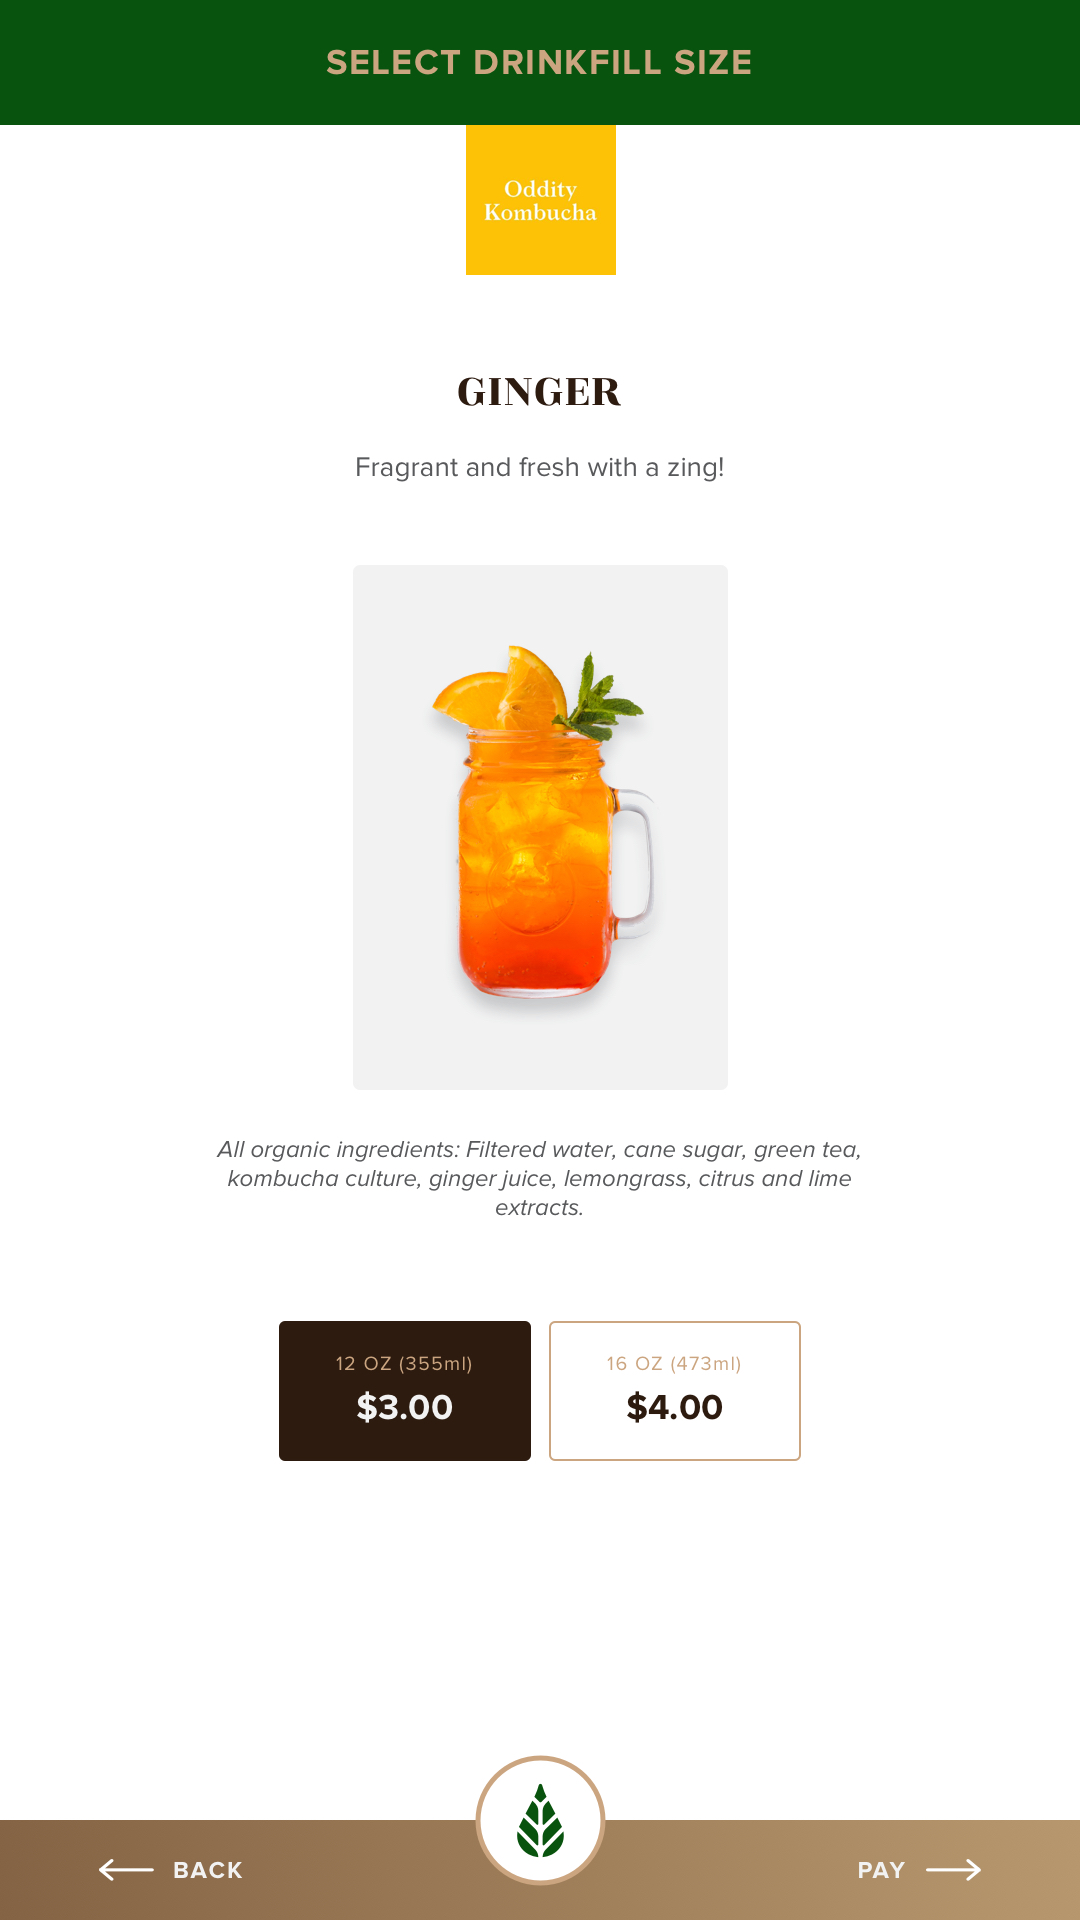 SELECT DRINKFILL SIZE
Oddity
Kombucha
GINGER
Fragrant and fresh with a zing!
All organic ingredients: Filtered water, cane sugar, green tea,
kombucha culture, ginger juice, lemongrass, citrus and lime
extracts.
12 OZ (355ml)
$3.00
16 OZ (473ml)
$4.00
BACK
PAY